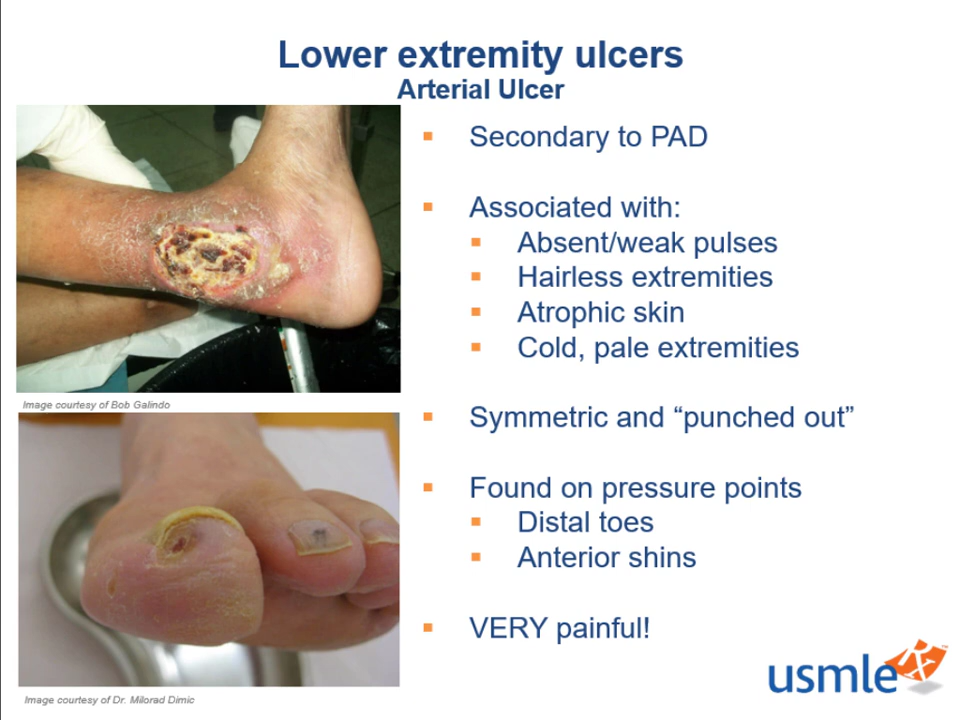 Lower extremity ulcers
Arterial Ulcer
Secondary to PAD
Associated with:
Absent/weak pulses
Hairless extremities
Atrophic skin
Cold, pale extremities
Image courtesy of Bob Galindo
Symmetric and “punched out”
Found on pressure points
Distal toes
Anterior shins
VERY painful!
usmle Rx
Image courtesy of Dr. Milorad Dimic